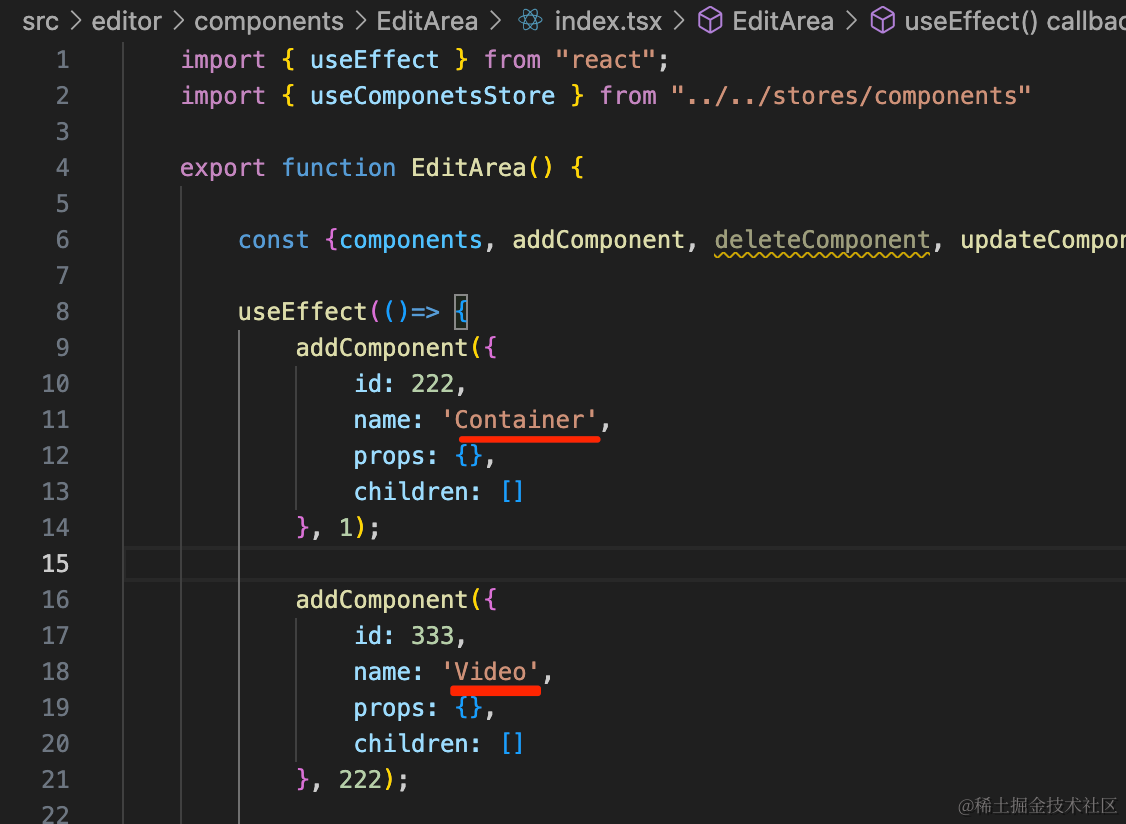 src > editor > components > EditArea > index.tsx > EditArea > useEffect() callbac
1 import { useEffect } from "react";
2 import { useComponetsStore } from "../../stores/components"
3
4 export function EditArea() {
5
6 const {components, addComponent, deleteComponent, updateCompon
7
8 useEffect(()=> {
9 addComponent({
10 id: 222,
11 name: 'Container',
12 props: {},
13 children: []
14 }, 1);
15
16 addComponent({
17 id: 333,
18 name: 'Video',
19 props: {},
20 children: []
21 }, 222);
22
@稀土掘金技术社区